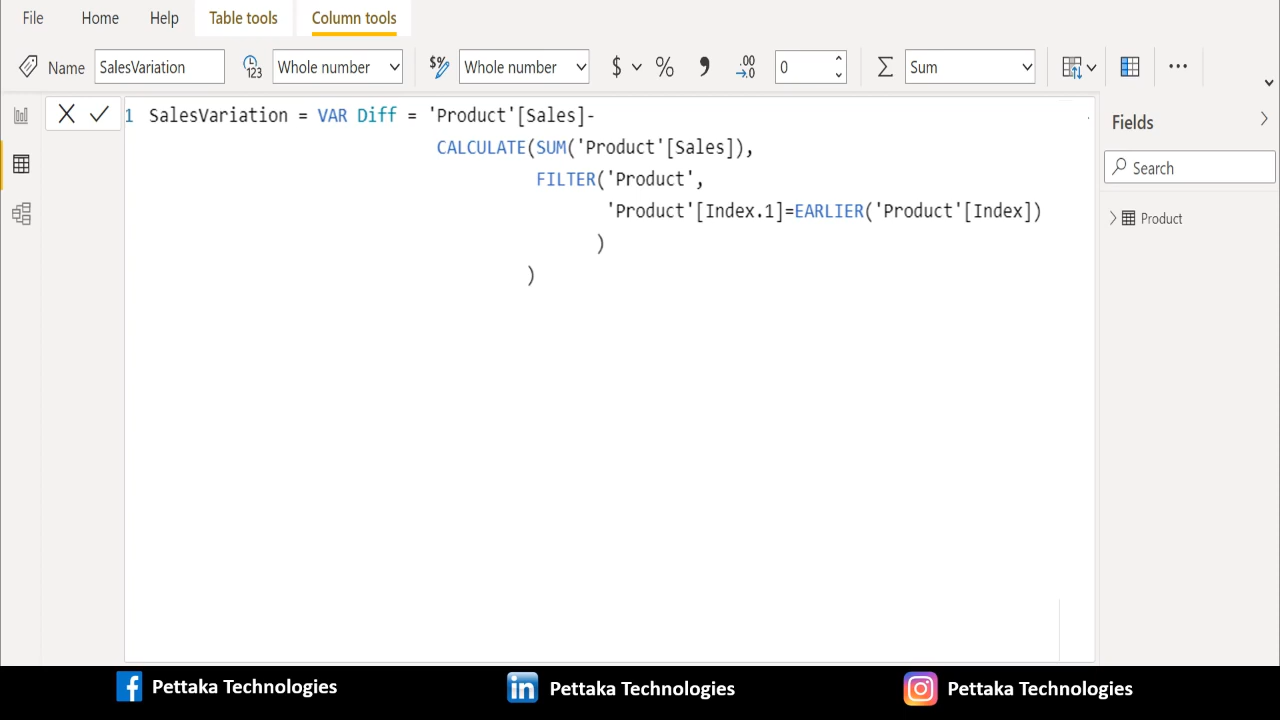 File Home Help Table tools Column tools
Name SalesVariation Whole number Whole number $ % 0 Sum
1 SalesVariation = VAR Diff = 'Product'[Sales]-
CALCULATE(SUM('Product'[Sales]),
FILTER('Product',
'Product'[Index.1]=EARLIER('Product'[Index])
)
)
Fields
Search
Product
Pettaka Technologies Pettaka Technologies Pettaka Technologies